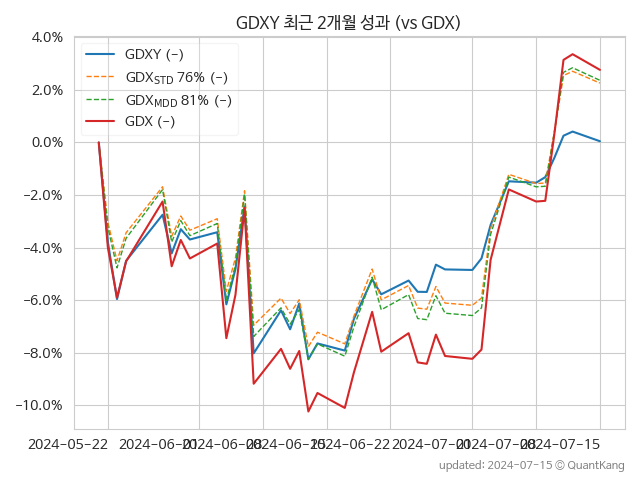 GDXY 최근 2개월 성과 (vs GDX)
4.0%
2.0%
0.0%
−2.0%
−4.0%
−6.0%
−8.0%
−10.0%
GDXY (−)
GDX_STD 76% (−)
GDX_MDD 81% (−)
GDX (−)
2024-05-22 2024-06-01 2024-06-08 2024-06-15 2024-06-22 2024-07-01 2024-07-08 2024-07-15
updated: 2024-07-15 © QuantKang